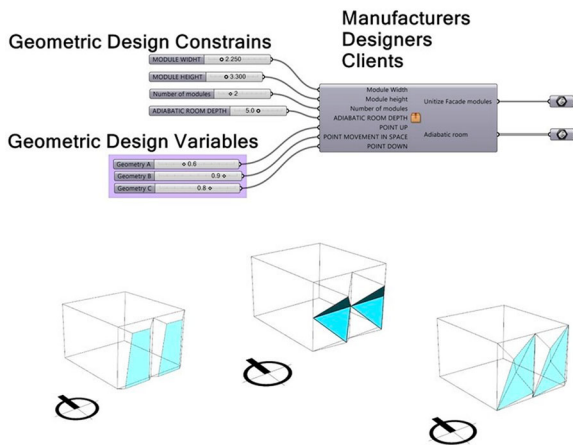 Manufacturers
Designers
Clients
Geometric Design Constrains
MODULE WIDHT 2.250
MODULE HEIGHT 3.300
Number of modules 2
ADIABATIC ROOM DEPTH 5.0
Module Width
Module height
Number of modules
ADIABATIC ROOM DEPTH
POINT UP
POINT MOVEMENT IN SPACE
POINT DOWN
Unitize Facade modules
Adiabatic room
Geometric Design Variables
Geometry A 0.6
Geometry B 0.9
Geometry C 0.8